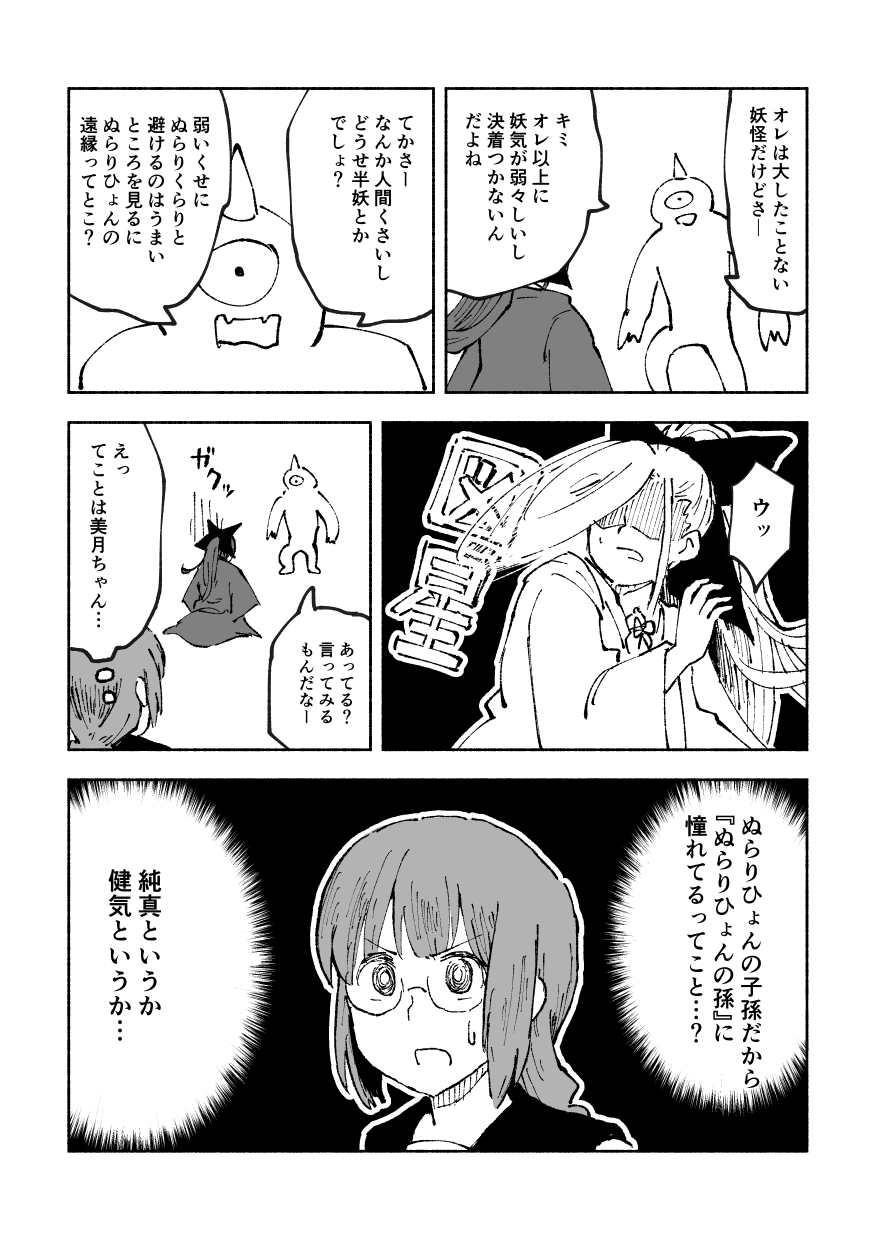 オレは大したことない
妖怪だけどさー
キミ
オレ以上に
妖気が弱々しいし
決着つかないん
だよね
てかさー
なんか人間くさいし
どうせ半妖とか
でしょ？
弱いくせに
ぬらりくらりと
避けるのはうまい
ところを見るに
ぬらりひょんの
遠縁ってとこ？
ウッ
図星
ガクッ
あってる？
言ってみる
もんだなー
えっ
てことは美月ちゃん…
ぬらりひょんの子孫だから
『ぬらりひょんの孫』に
憧れてるってこと…？
純真というか
健気というか…